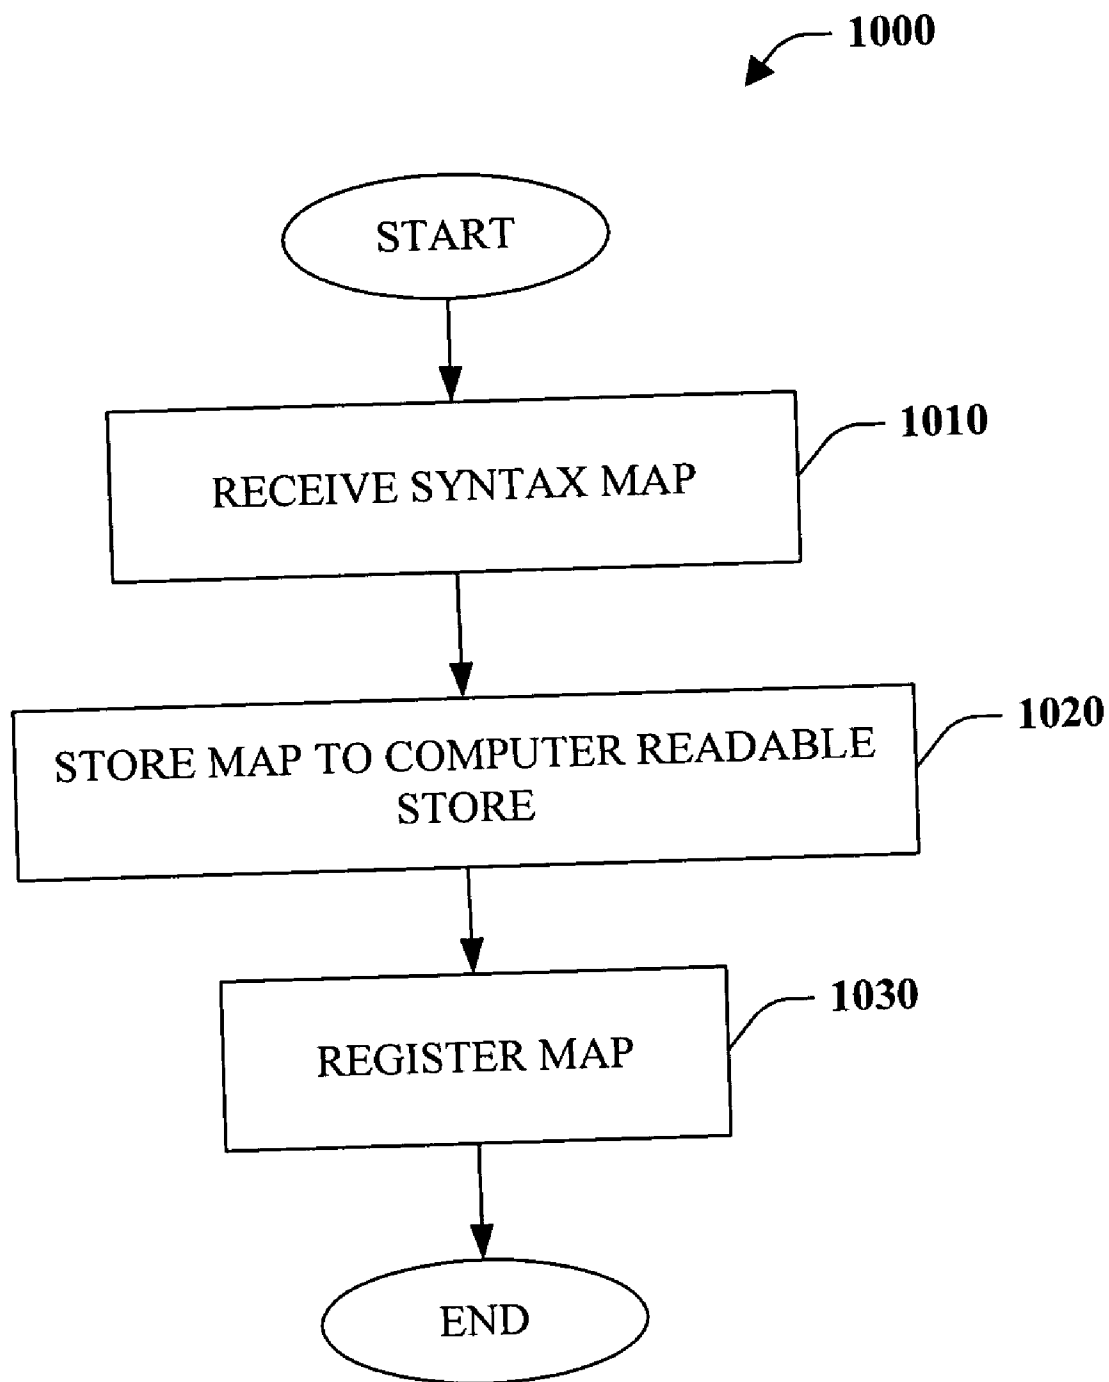 1000
START
1010
RECEIVE SYNTAX MAP
1020
STORE MAP TO COMPUTER READABLE
STORE
1030
REGISTER MAP
END